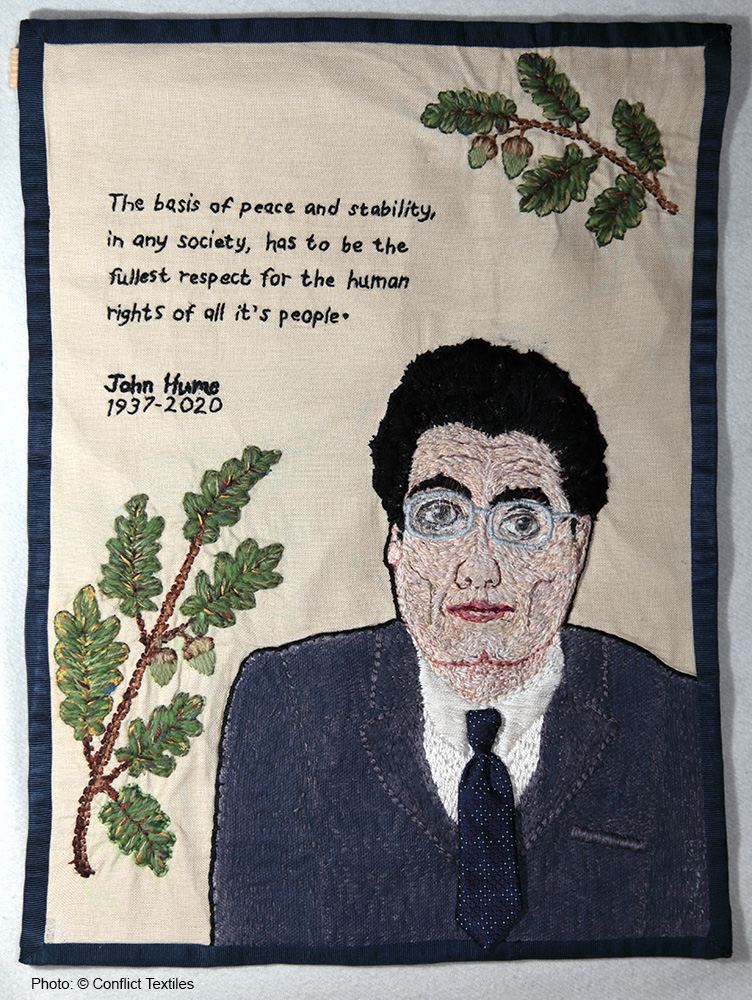 The basis of peace and stability,
in any society, has to be the
fullest respect for the human
rights of all it's people.
John Hume
1937-2020
Photo: © Conflict Textiles